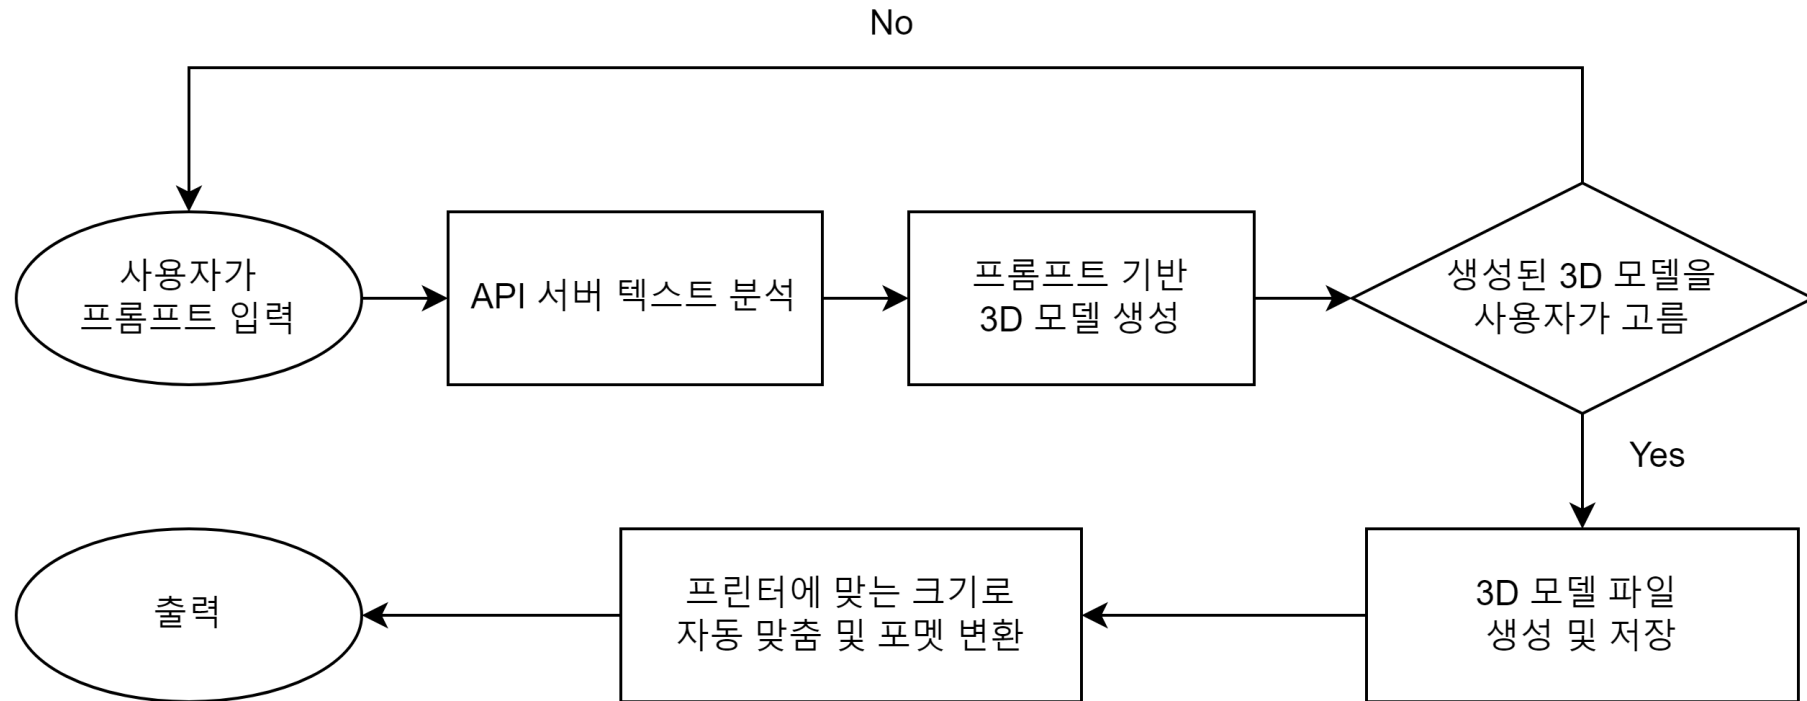 No
사용자가
프롬프트 입력
API 서버 텍스트 분석
프롬프트 기반
3D 모델 생성
생성된 3D 모델을
사용자가 고름
Yes
출력
프린터에 맞는 크기로
자동 맞춤 및 포멧 변환
3D 모델 파일
생성 및 저장